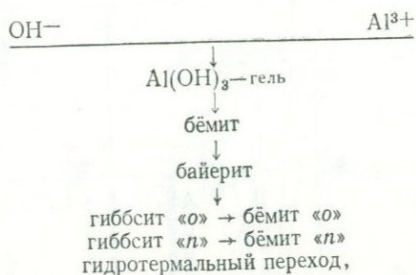 OH— Al³⁺
↓
Al(OH)₃—гель
↓
бёмит
↓
байерит
↓
гиббсит «о» → бёмит «о»
гиббсит «п» → бёмит «п»
гидротермальный переход,